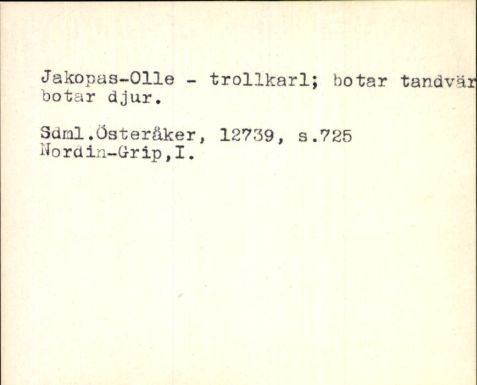 Jakopas-Olle - trollkarl; botar tandvär
botar djur.
Sdml.Österåker, 12739, s.725
Nordin-Grip,I.